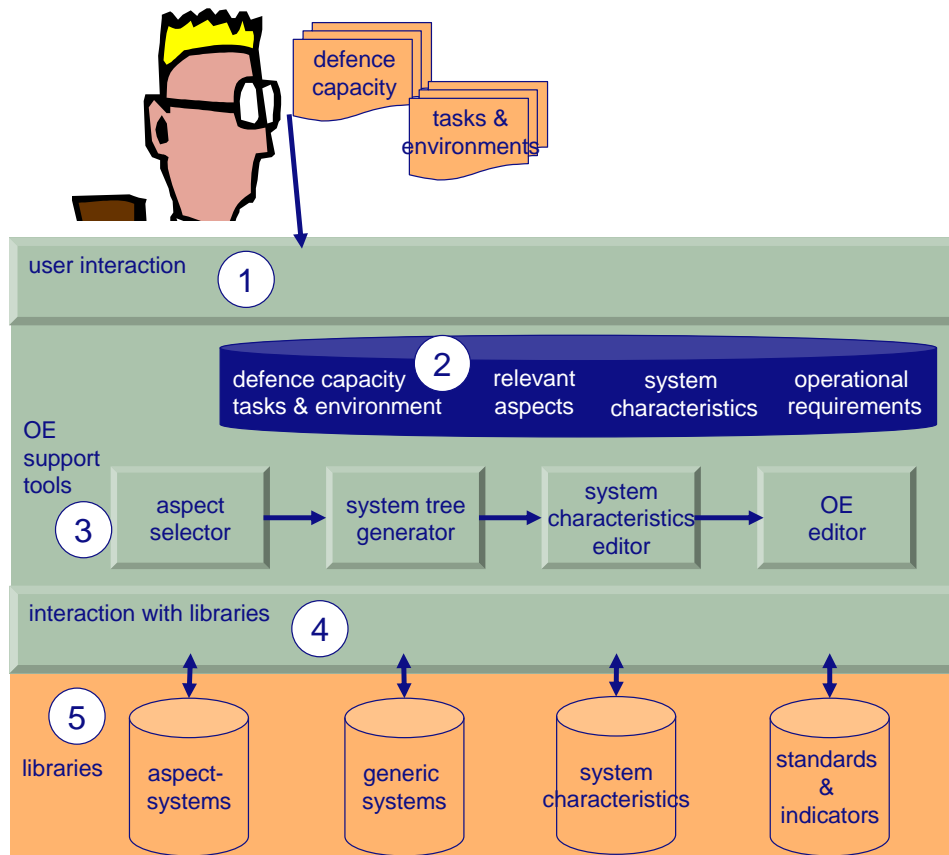 defence
capacity
tasks &
environments
user interaction
1
2
defence capacity
tasks & environment
relevant
aspects
system
characteristics
operational
requirements
OE
support
tools
3
aspect
selector
system tree
generator
system
characteristics
editor
OE
editor
interaction with libraries
4
5
libraries
aspect-
systems
generic
systems
system
characteristics
standards
&
indicators